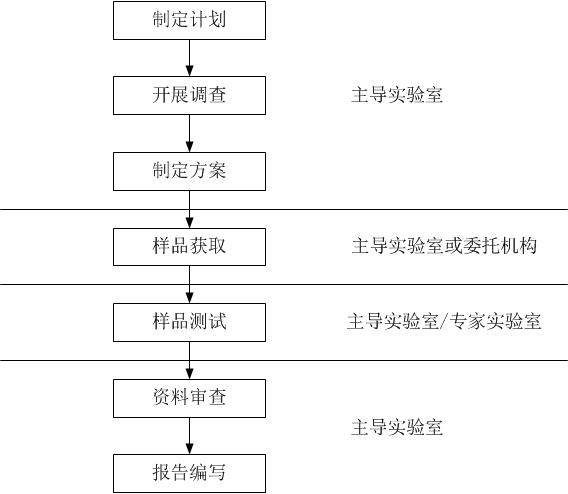 制定计划
开展调查
主导实验室
制定方案
样品获取
主导实验室或委托机构
样品测试
主导实验室/专家实验室
资料审查
主导实验室
报告编写